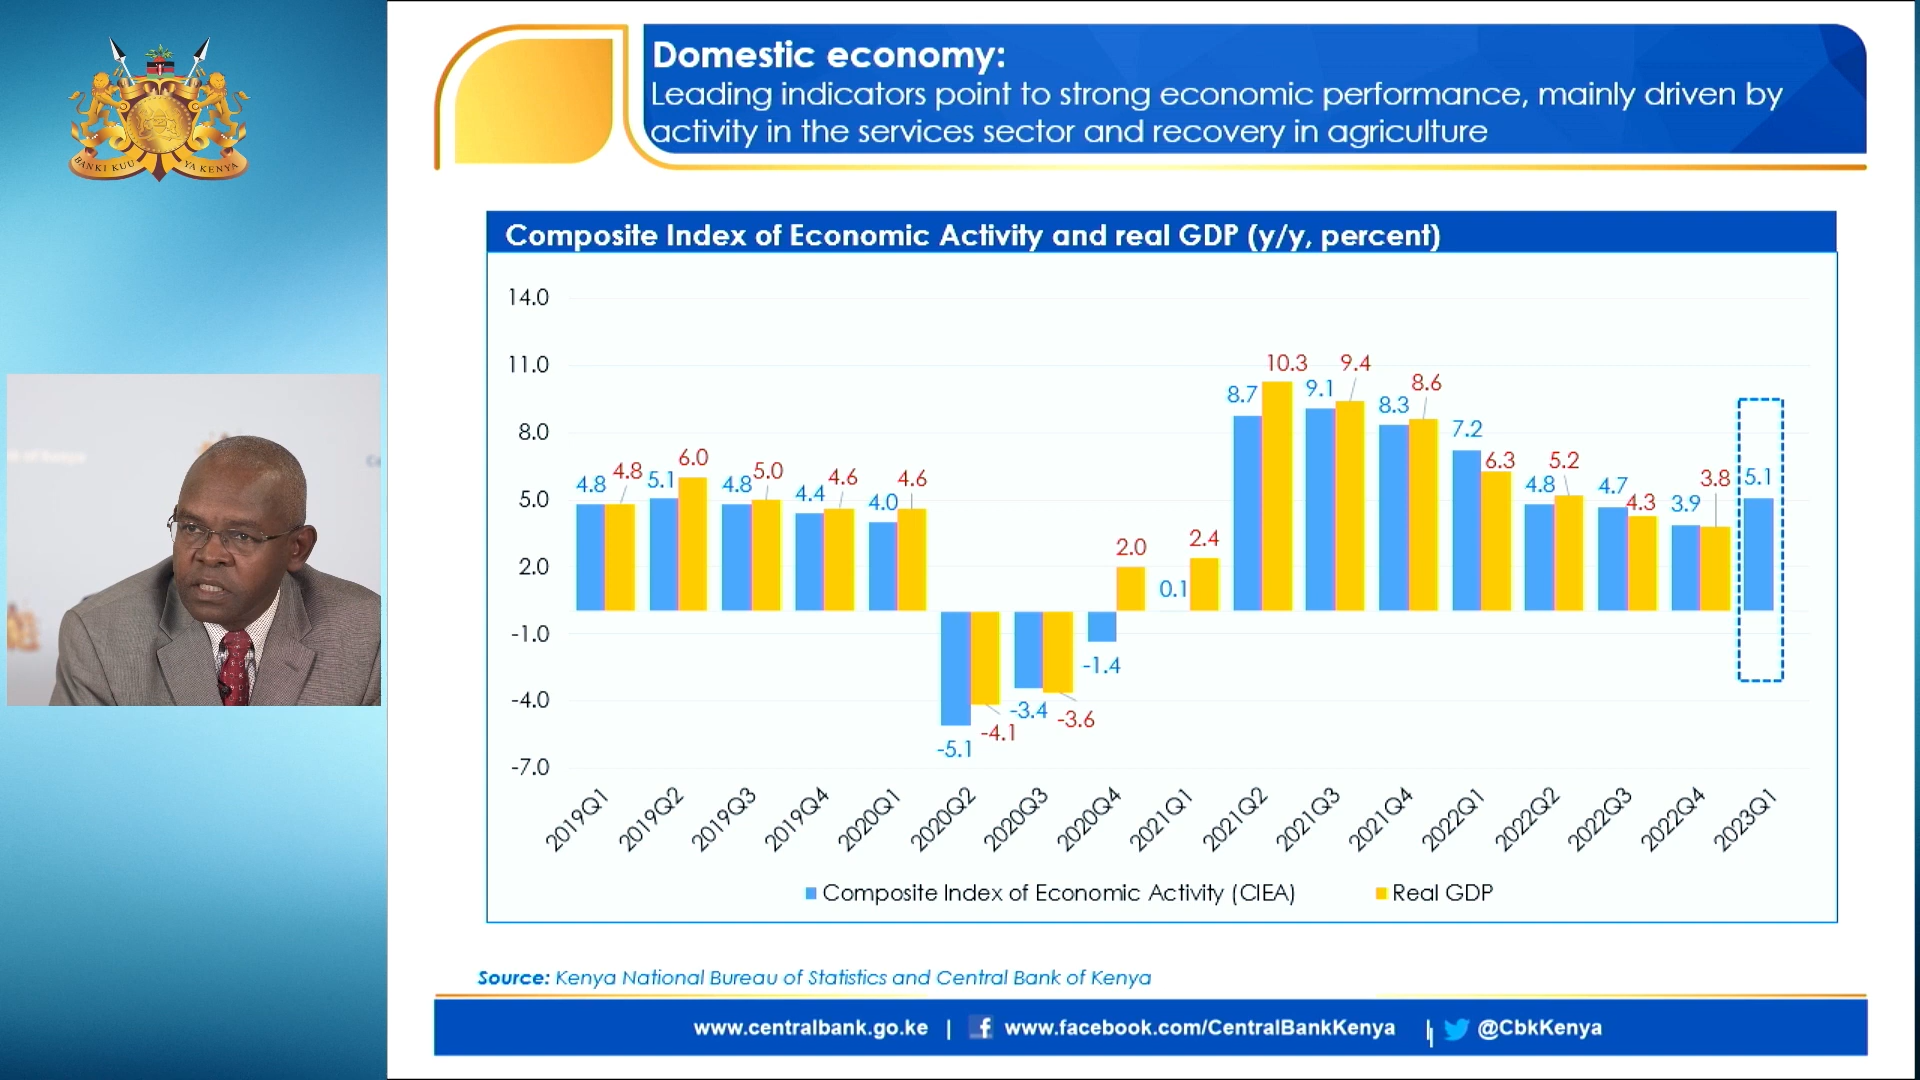 BANKI KUU YA KENYA
Domestic economy:
Leading indicators point to strong economic performance, mainly driven by
activity in the services sector and recovery in agriculture
Composite Index of Economic Activity and real GDP (y/y, percent)
14.0
11.0
8.0
5.0
2.0
-1.0
-4.0
-7.0
4.8 4.8 5.1 6.0 4.8 5.0 4.4 4.6 4.0 4.6
-5.1 -4.1 -3.4 -3.6 -1.4 2.0 0.1 2.4
8.7 10.3 9.1 9.4 8.3 8.6 7.2 6.3 4.8 5.2 4.7 4.3 3.9 3.8 5.1
2019Q1 2019Q2 2019Q3 2019Q4 2020Q1 2020Q2 2020Q3 2020Q4 2021Q1 2021Q2 2021Q3 2021Q4 2022Q1 2022Q2 2022Q3 2022Q4 2023Q1
Composite Index of Economic Activity (CIEA) Real GDP
Source: Kenya National Bureau of Statistics and Central Bank of Kenya
www.centralbank.go.ke | f www.facebook.com/CentralBankKenya | @CbkKenya